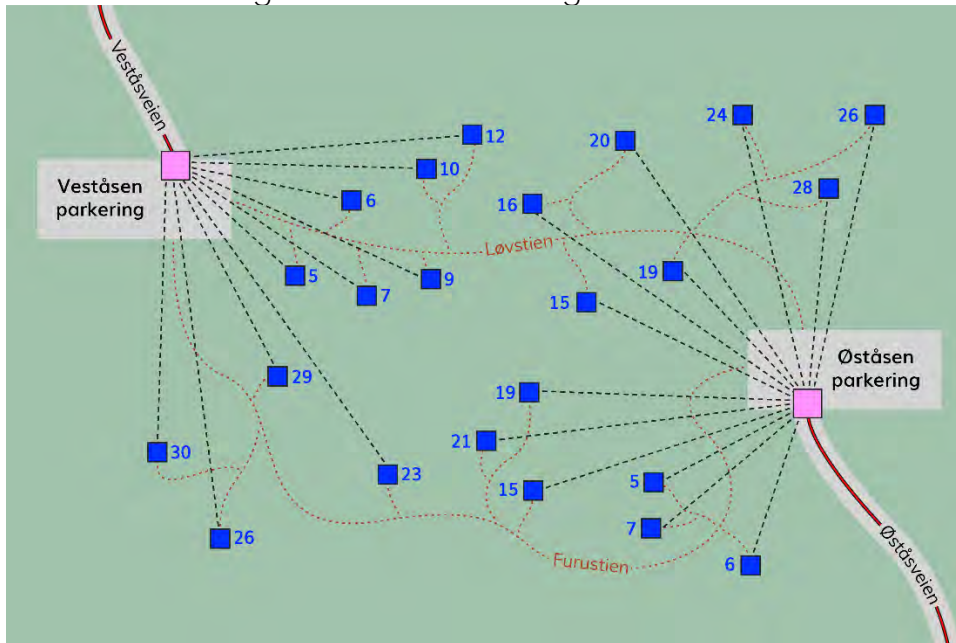 Veståsveien
12
24
26
20
10
Veståsen
parkering
6
28
16
Løvstien
19
5
9
7
15
Øståsen
parkering
29
19
21
30
23
5
15
7
26
Furustien
6
Øståsveien